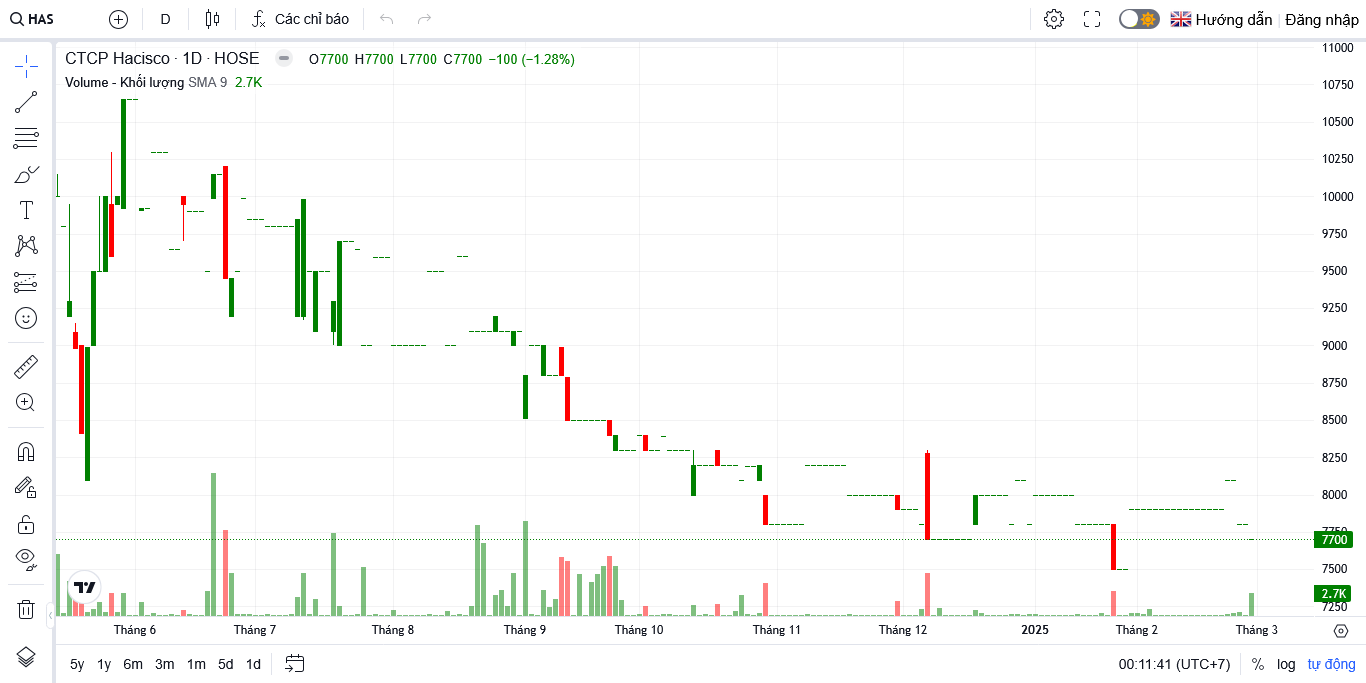 HAS D Các chỉ báo Hướng dẫn Đăng nhập
CTCP Hacisco · 1D · HOSE O7700 H7700 L7700 C7700 −100 (−1.28%)
Volume - Khối lượng SMA 9 2.7K
11000
10750
10500
10250
10000
9750
9500
9250
9000
8750
8500
8250
8000
7750
7700
7500
2.7K
7250
Tháng 6 Tháng 7 Tháng 8 Tháng 9 Tháng 10 Tháng 11 Tháng 12 2025 Tháng 2 Tháng 3
5y 1y 6m 3m 1m 5d 1d 00:11:41 (UTC+7) % log tự động